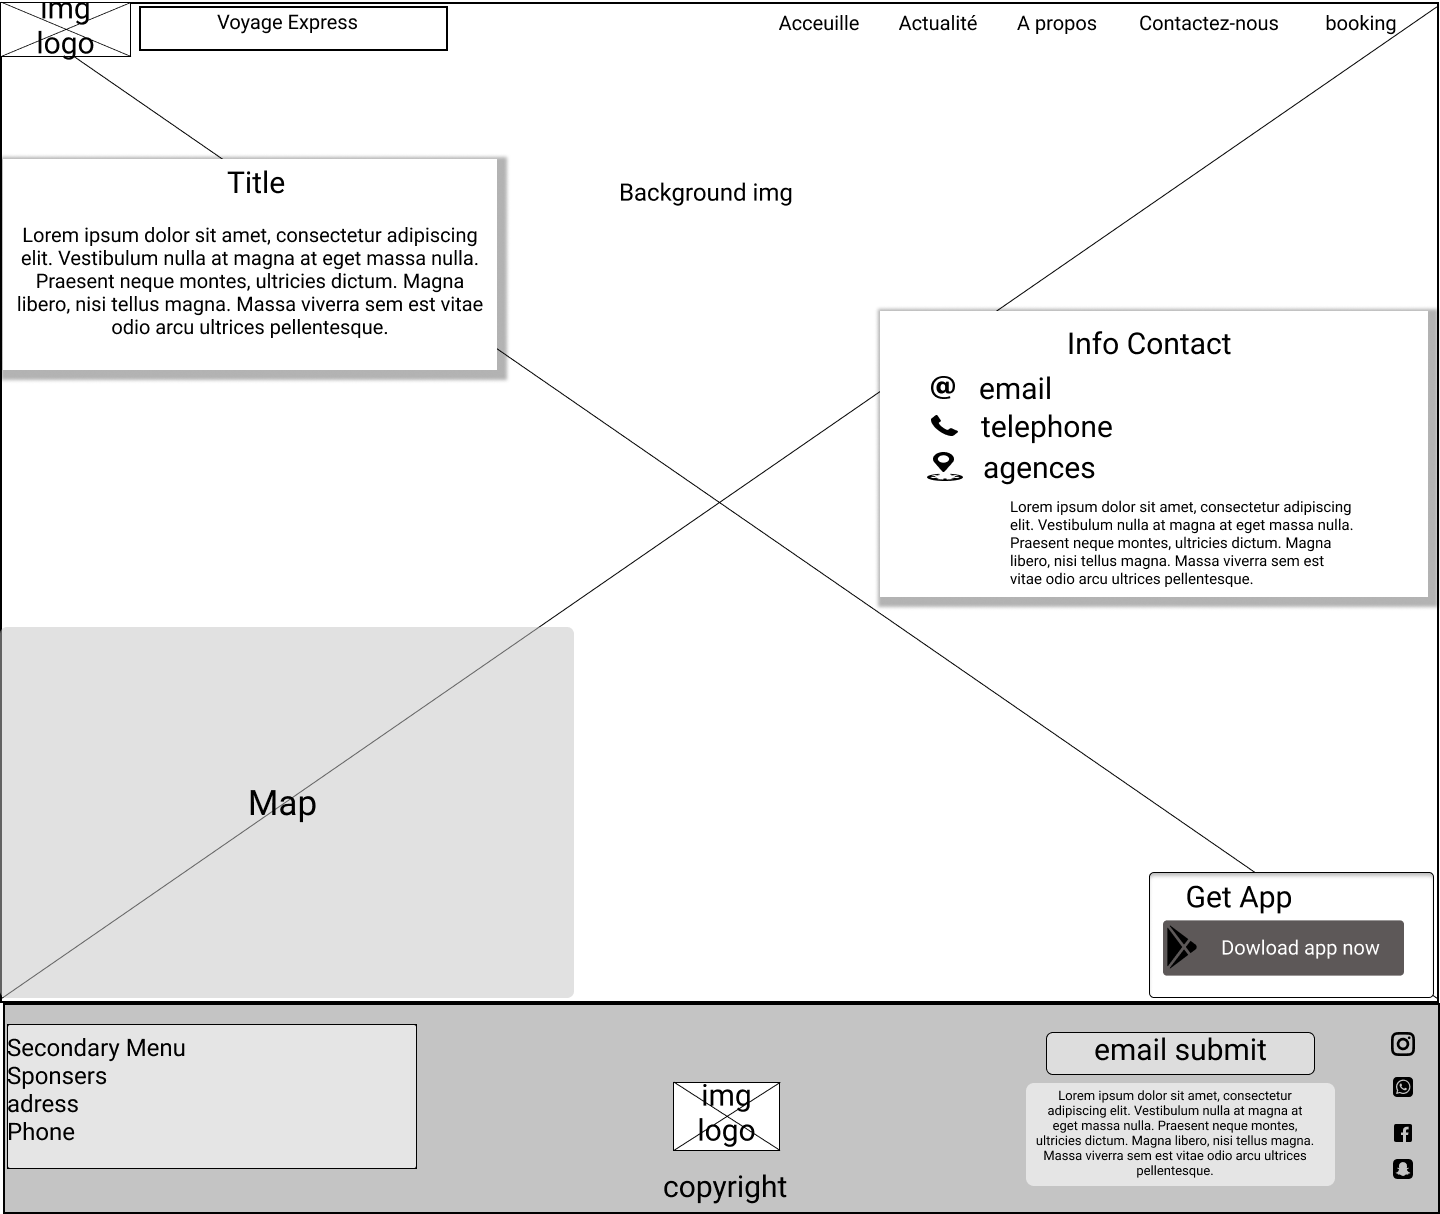 img
logo
Voyage Express
Acceuille Actualité A propos Contactez-nous booking
Title
Lorem ipsum dolor sit amet, consectetur adipiscing
elit. Vestibulum nulla at magna at eget massa nulla.
Praesent neque montes, ultricies dictum. Magna
libero, nisi tellus magna. Massa viverra sem est vitae
odio arcu ultrices pellentesque.
Background img
Info Contact
@ email
telephone
agences
Lorem ipsum dolor sit amet, consectetur adipiscing
elit. Vestibulum nulla at magna at eget massa nulla.
Praesent neque montes, ultricies dictum. Magna
libero, nisi tellus magna. Massa viverra sem est
vitae odio arcu ultrices pellentesque.
Map
Get App
Dowload app now
Secondary Menu
Sponsers
adress
Phone
img
logo
copyright
email submit
Lorem ipsum dolor sit amet, consectetur
adipiscing elit. Vestibulum nulla at magna at
eget massa nulla. Praesent neque montes,
ultricies dictum. Magna libero, nisi tellus magna.
Massa viverra sem est vitae odio arcu ultrices
pellentesque.